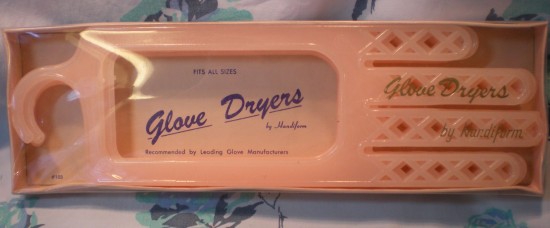 FITS ALL SIZES
Glove Dryers
by Handiform
Recommended by Leading Glove Manufacturers
Glove Dryers
by Handiform